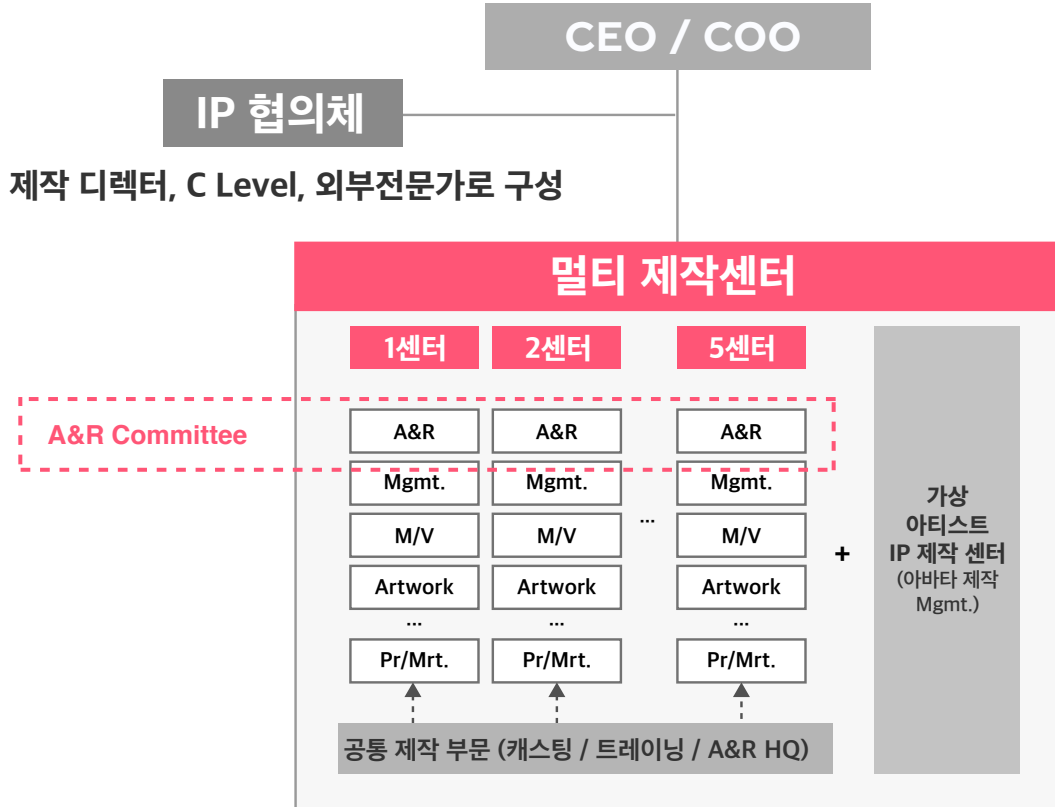 CEO / COO
IP 협의체
제작 디렉터, C Level, 외부전문가로 구성
멀티 제작센터
1센터 2센터 5센터
A&R Committee
A&R A&R A&R
Mgmt. Mgmt. Mgmt.
...
M/V M/V M/V
Artwork Artwork Artwork
... ... ...
Pr/Mrt. Pr/Mrt. Pr/Mrt.
공통 제작 부문 (캐스팅 / 트레이닝 / A&R HQ)
+
가상
아티스트
IP 제작 센터
(아바타 제작
Mgmt.)